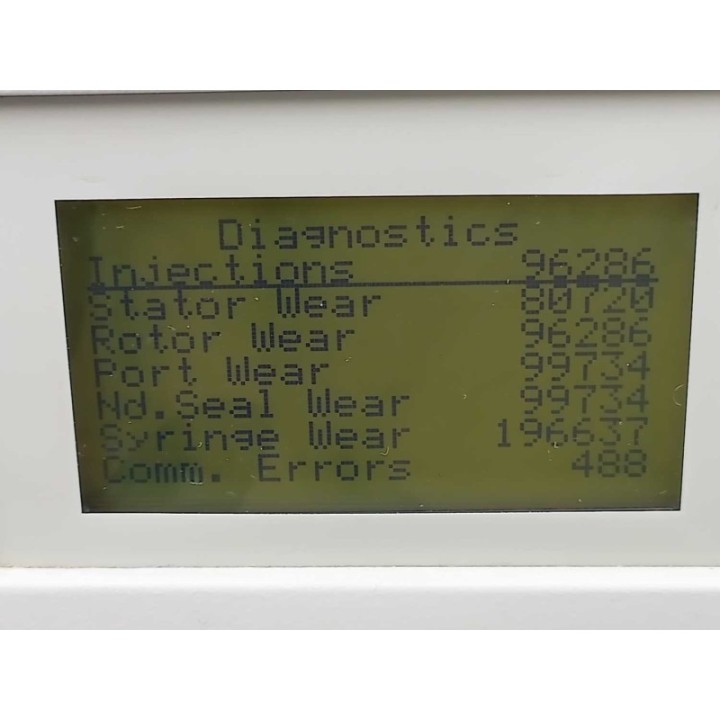 Diagnostics
Injections 96286
Stator Wear 80720
Rotor Wear 96286
Port Wear 99734
Nd.Seal Wear 99734
Syringe Wear 196637
Comm. Errors 488